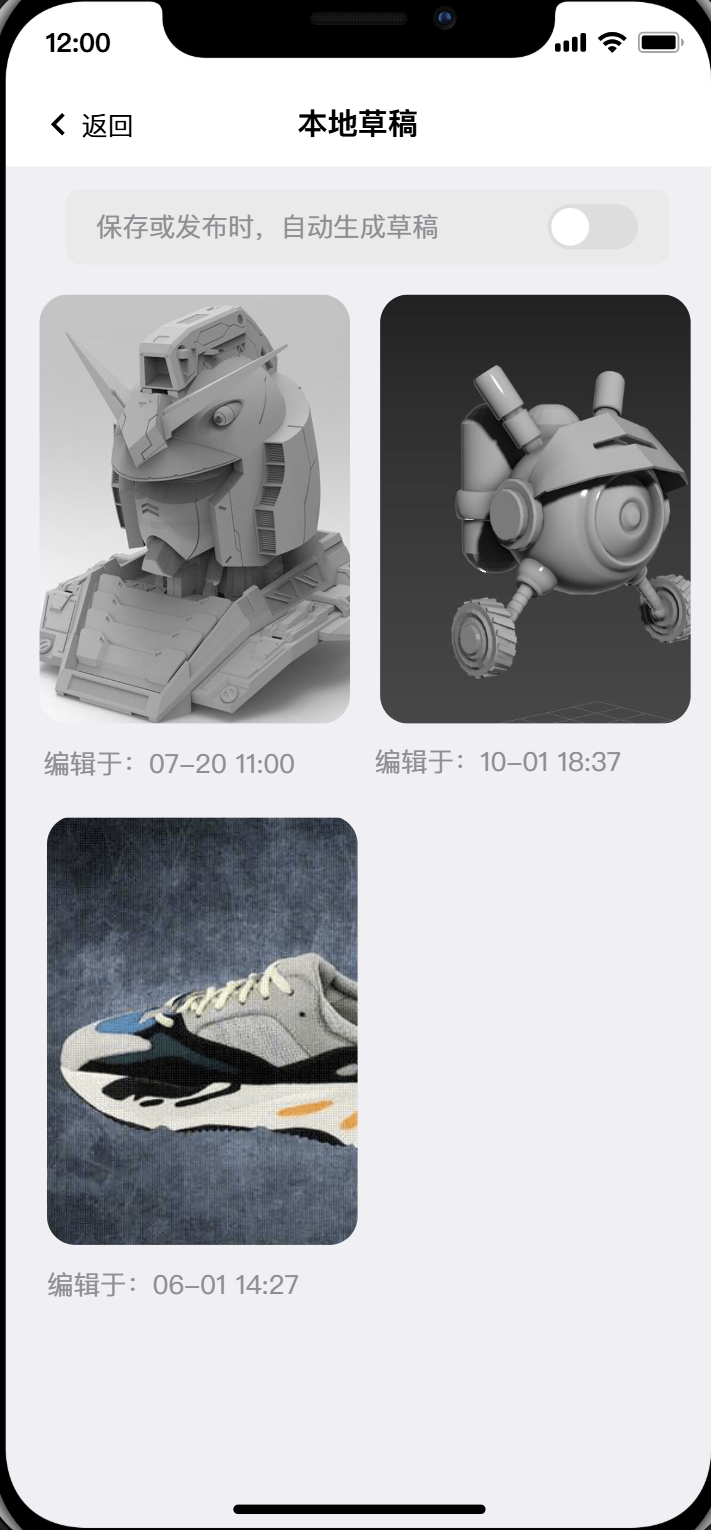 12:00
返回
本地草稿
保存或发布时，自动生成草稿
编辑于：07-20 11:00
编辑于：10-01 18:37
编辑于：06-01 14:27